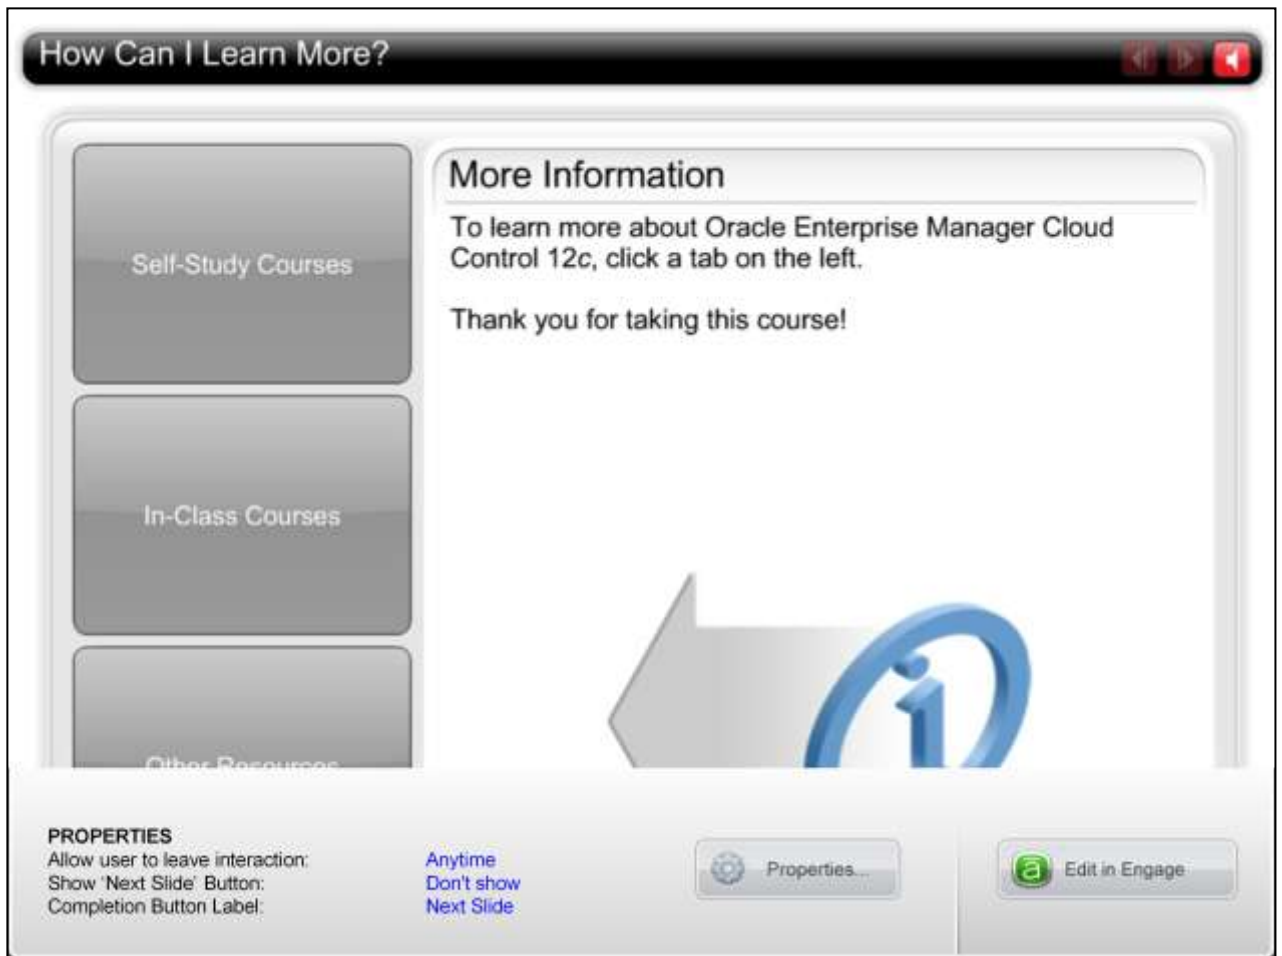 How Can I Learn More?
Self-Study Courses
In-Class Courses
Other Resources
More Information
To learn more about Oracle Enterprise Manager Cloud
Control 12c, click a tab on the left.
Thank you for taking this course!
PROPERTIES
Allow user to leave interaction: Anytime
Show 'Next Slide' Button: Don't show
Completion Button Label: Next Slide
Properties...
Edit in Engage